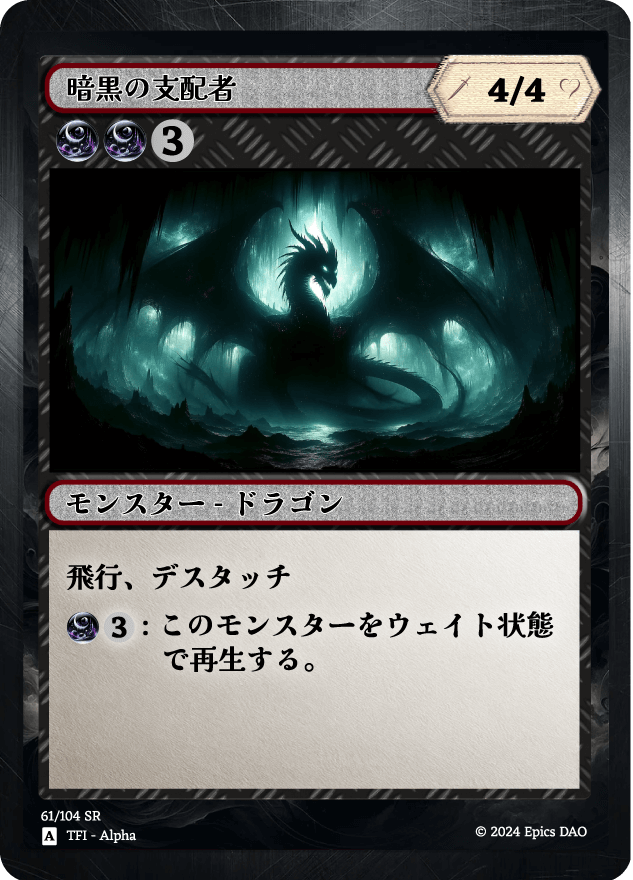 暗黒の支配者
4/4
3
モンスター - ドラゴン
飛行、デスタッチ
3 : このモンスターをウェイト状態
で再生する。
61/104 SR
A TFI - Alpha
© 2024 Epics DAO